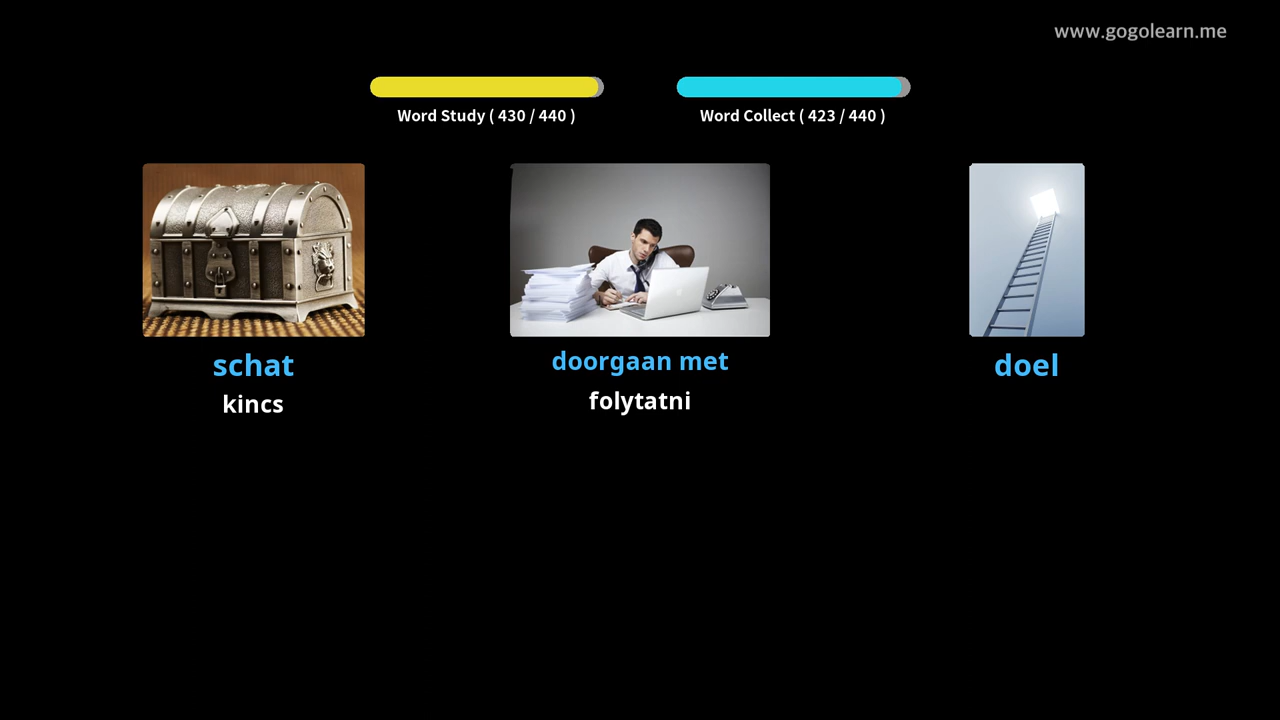 www.gogolearn.me
Word Study ( 430 / 440 )
Word Collect ( 423 / 440 )
schat
kincs
doorgaan met
folytatni
doel